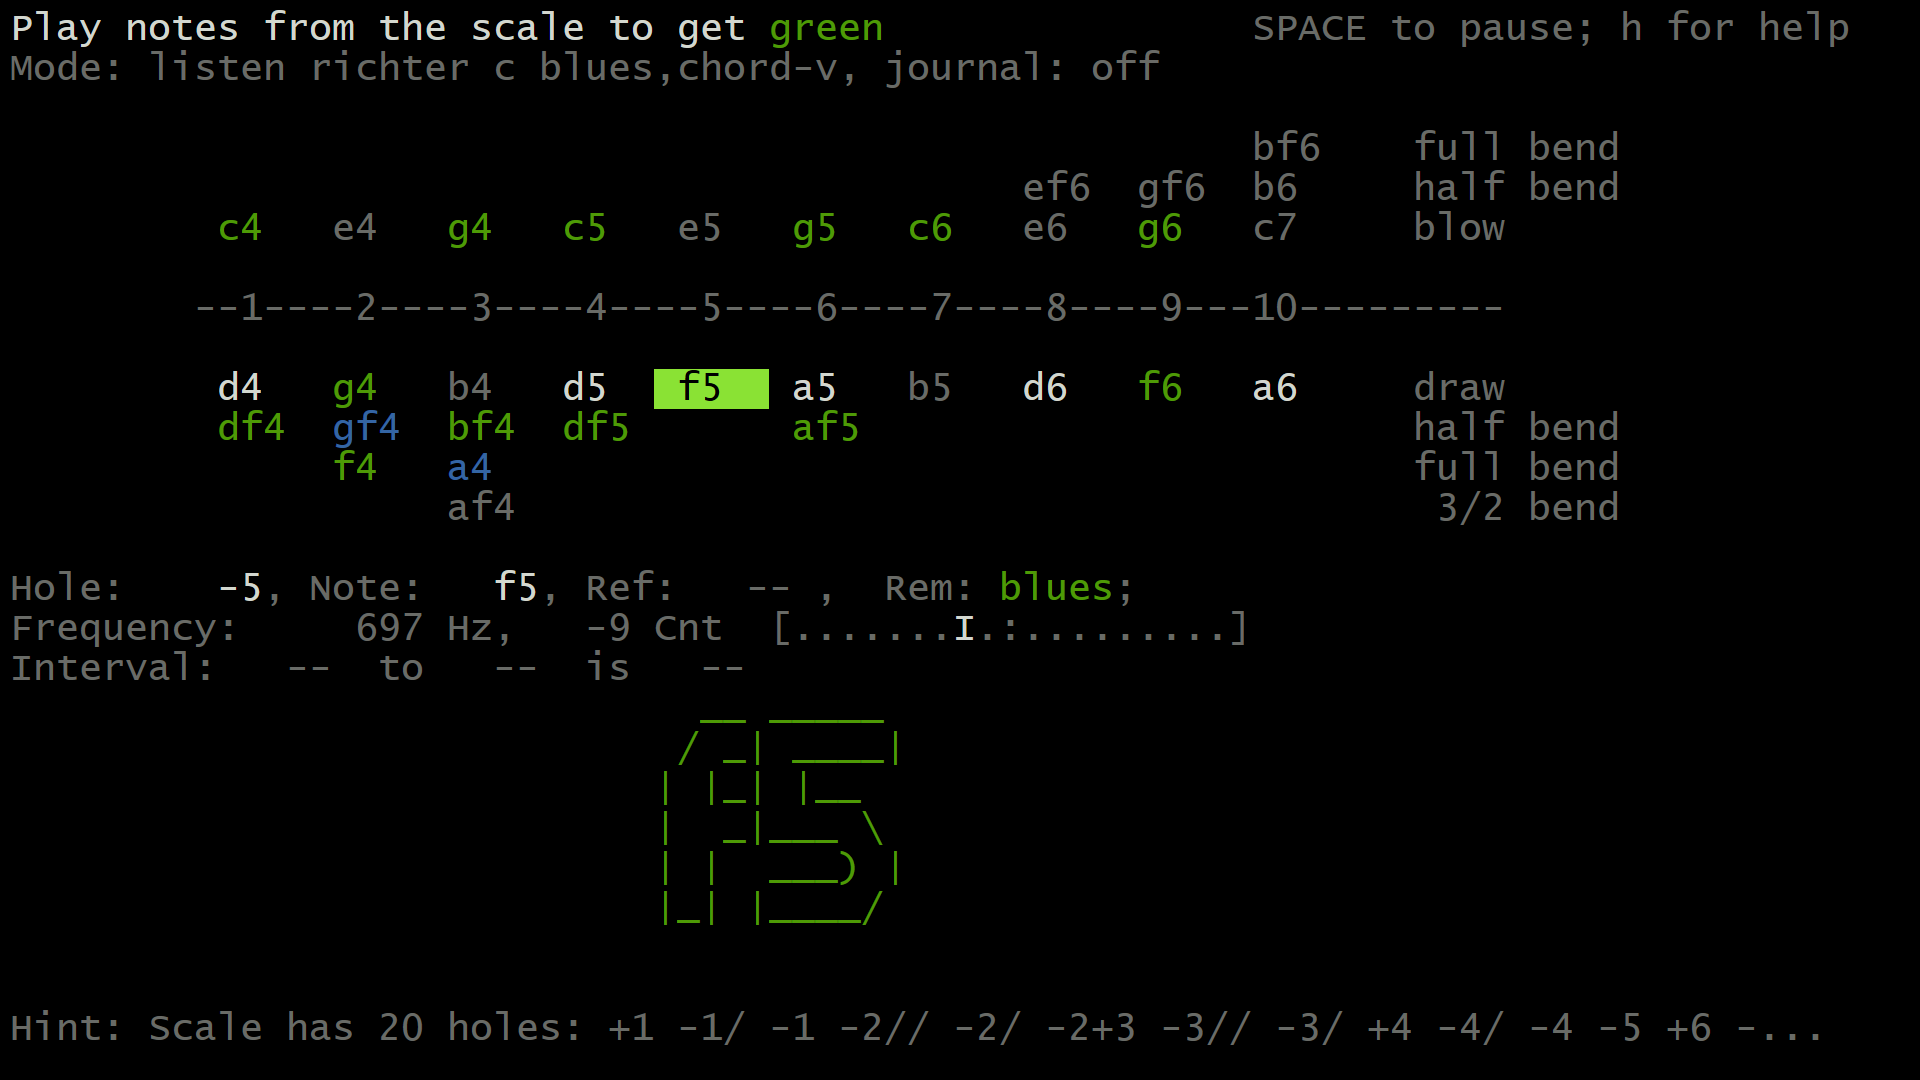 Play notes from the scale to get green SPACE to pause; h for help
Mode: listen richter c blues,chord-v, journal: off
bf6 full bend
ef6 gf6 b6 half bend
c4 e4 g4 c5 e5 g5 c6 e6 g6 c7 blow
--1----2----3----4----5----6----7----8----9---10---------
d4 g4 b4 d5 f5 a5 b5 d6 f6 a6 draw
df4 gf4 bf4 df5 af5 half bend
f4 a4 full bend
af4 3/2 bend
Hole: -5, Note: f5, Ref: -- , Rem: blues;
Frequency: 697 Hz, -9 Cnt [.......I.:.........]
Interval: -- to -- is --
f5
Hint: Scale has 20 holes: +1 -1/ -1 -2// -2/ -2+3 -3// -3/ +4 -4/ -4 -5 +6 -...